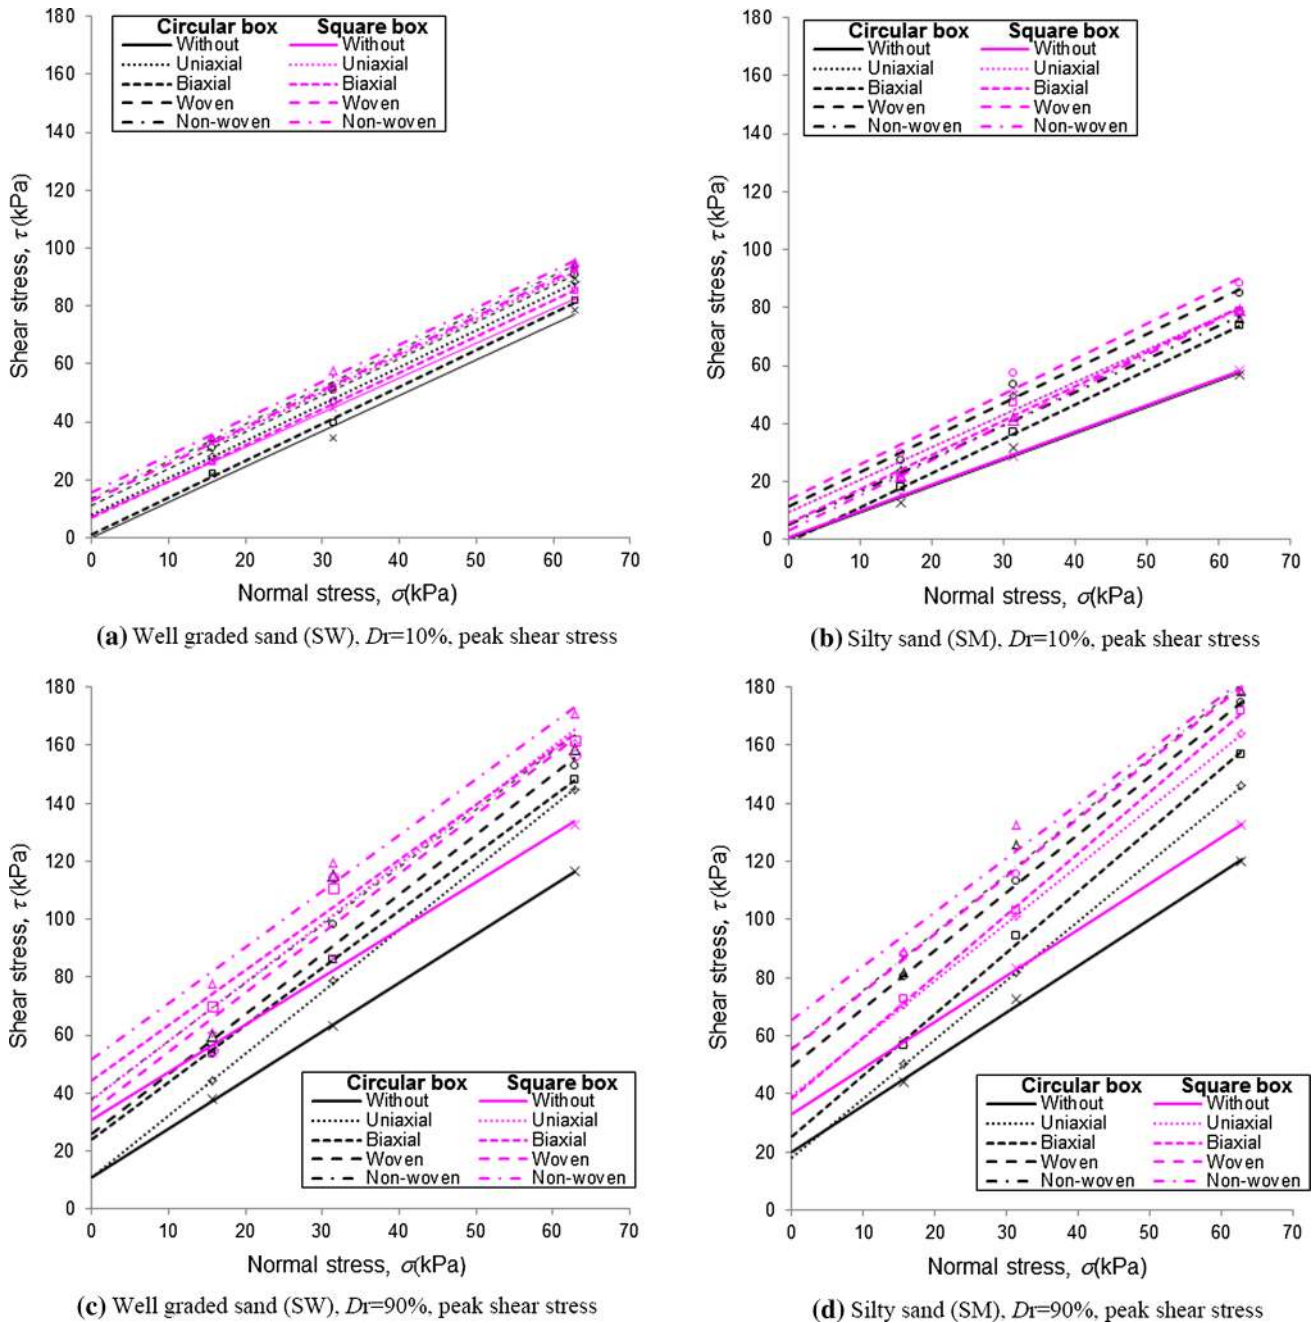 180
160
140
120
100
80
60
40
20
0
Shear stress, τ(kPa)
Circular box Square box
Without Without
Uniaxial Uniaxial
Biaxial Biaxial
Woven Woven
Non-woven Non-woven
0 10 20 30 40 50 60 70
Normal stress, σ(kPa)
(a) Well graded sand (SW), Dr=10%, peak shear stress
180
160
140
120
100
80
60
40
20
0
Shear stress, τ(kPa)
Circular box Square box
Without Without
Uniaxial Uniaxial
Biaxial Biaxial
Woven Woven
Non-woven Non-woven
0 10 20 30 40 50 60 70
Normal stress, σ(kPa)
(b) Silty sand (SM), Dr=10%, peak shear stress
180
160
140
120
100
80
60
40
20
0
Shear stress, τ(kPa)
Circular box Square box
Without Without
Uniaxial Uniaxial
Biaxial Biaxial
Woven Woven
Non-woven Non-woven
0 10 20 30 40 50 60 70
Normal stress, σ(kPa)
(c) Well graded sand (SW), Dr=90%, peak shear stress
180
160
140
120
100
80
60
40
20
0
Shear stress, τ(kPa)
Circular box Square box
Without Without
Uniaxial Uniaxial
Biaxial Biaxial
Woven Woven
Non-woven Non-woven
0 10 20 30 40 50 60 70
Normal stress, σ(kPa)
(d) Silty sand (SM), Dr=90%, peak shear stress